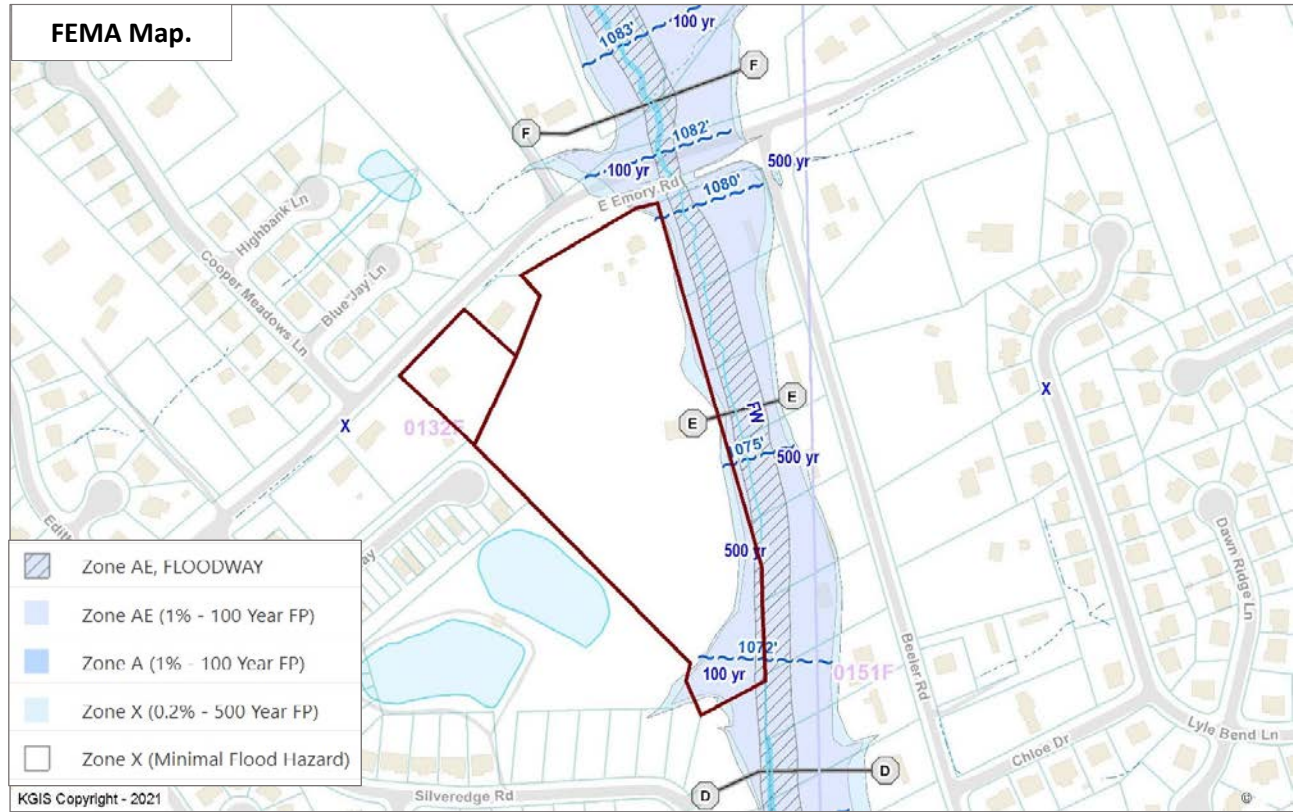 FEMA Map.
1083'
100 yr
F
F
1082'
100 yr
500 yr
E Emory Rd
1080'
Highbank Ln
Cooper Meadows Ln
Blue Jay Ln
X
0132F
E
E
FW
075'
500 yr
X
500 yr
1072'
100 yr
0151F
Beeler Rd
Dawn Ridge Ln
Lyle Bend Ln
Chloe Dr
D
D
Silveredge Rd
Zone AE, FLOODWAY
Zone AE (1% - 100 Year FP)
Zone A (1% - 100 Year FP)
Zone X (0.2% - 500 Year FP)
Zone X (Minimal Flood Hazard)
KGIS Copyright - 2021
©